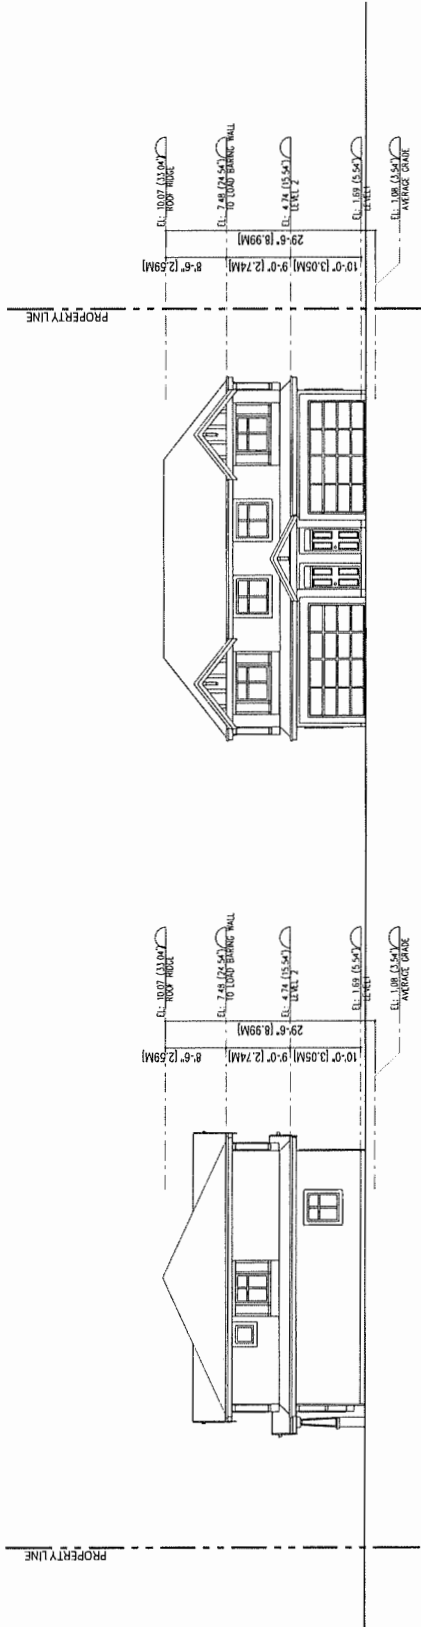 EL: 10.07 (33.04')
ROOF RIDGE
EL: 7.48 (24.54')
TO LOAD BARING WALL
EL: 4.74 (15.54')
LEVEL 2
EL: 1.69 (5.54')
LEVEL1
EL: 1.08 (3.54')
AVERAGE GRADE
29'-6" [8.99M]
8'-6" [2.59M]
9'-0" [2.74M]
10'-0" [3.05M]
PROPERTY LINE
EL: 10.07 (33.04')
ROOF RIDGE
EL: 7.48 (24.54')
TO LOAD BARING WALL
EL: 4.74 (15.54')
LEVEL 2
EL: 1.69 (5.54')
LEVEL1
EL: 1.08 (3.54')
AVERAGE GRADE
29'-6" [8.99M]
8'-6" [2.59M]
9'-0" [2.74M]
10'-0" [3.05M]
PROPERTY LINE